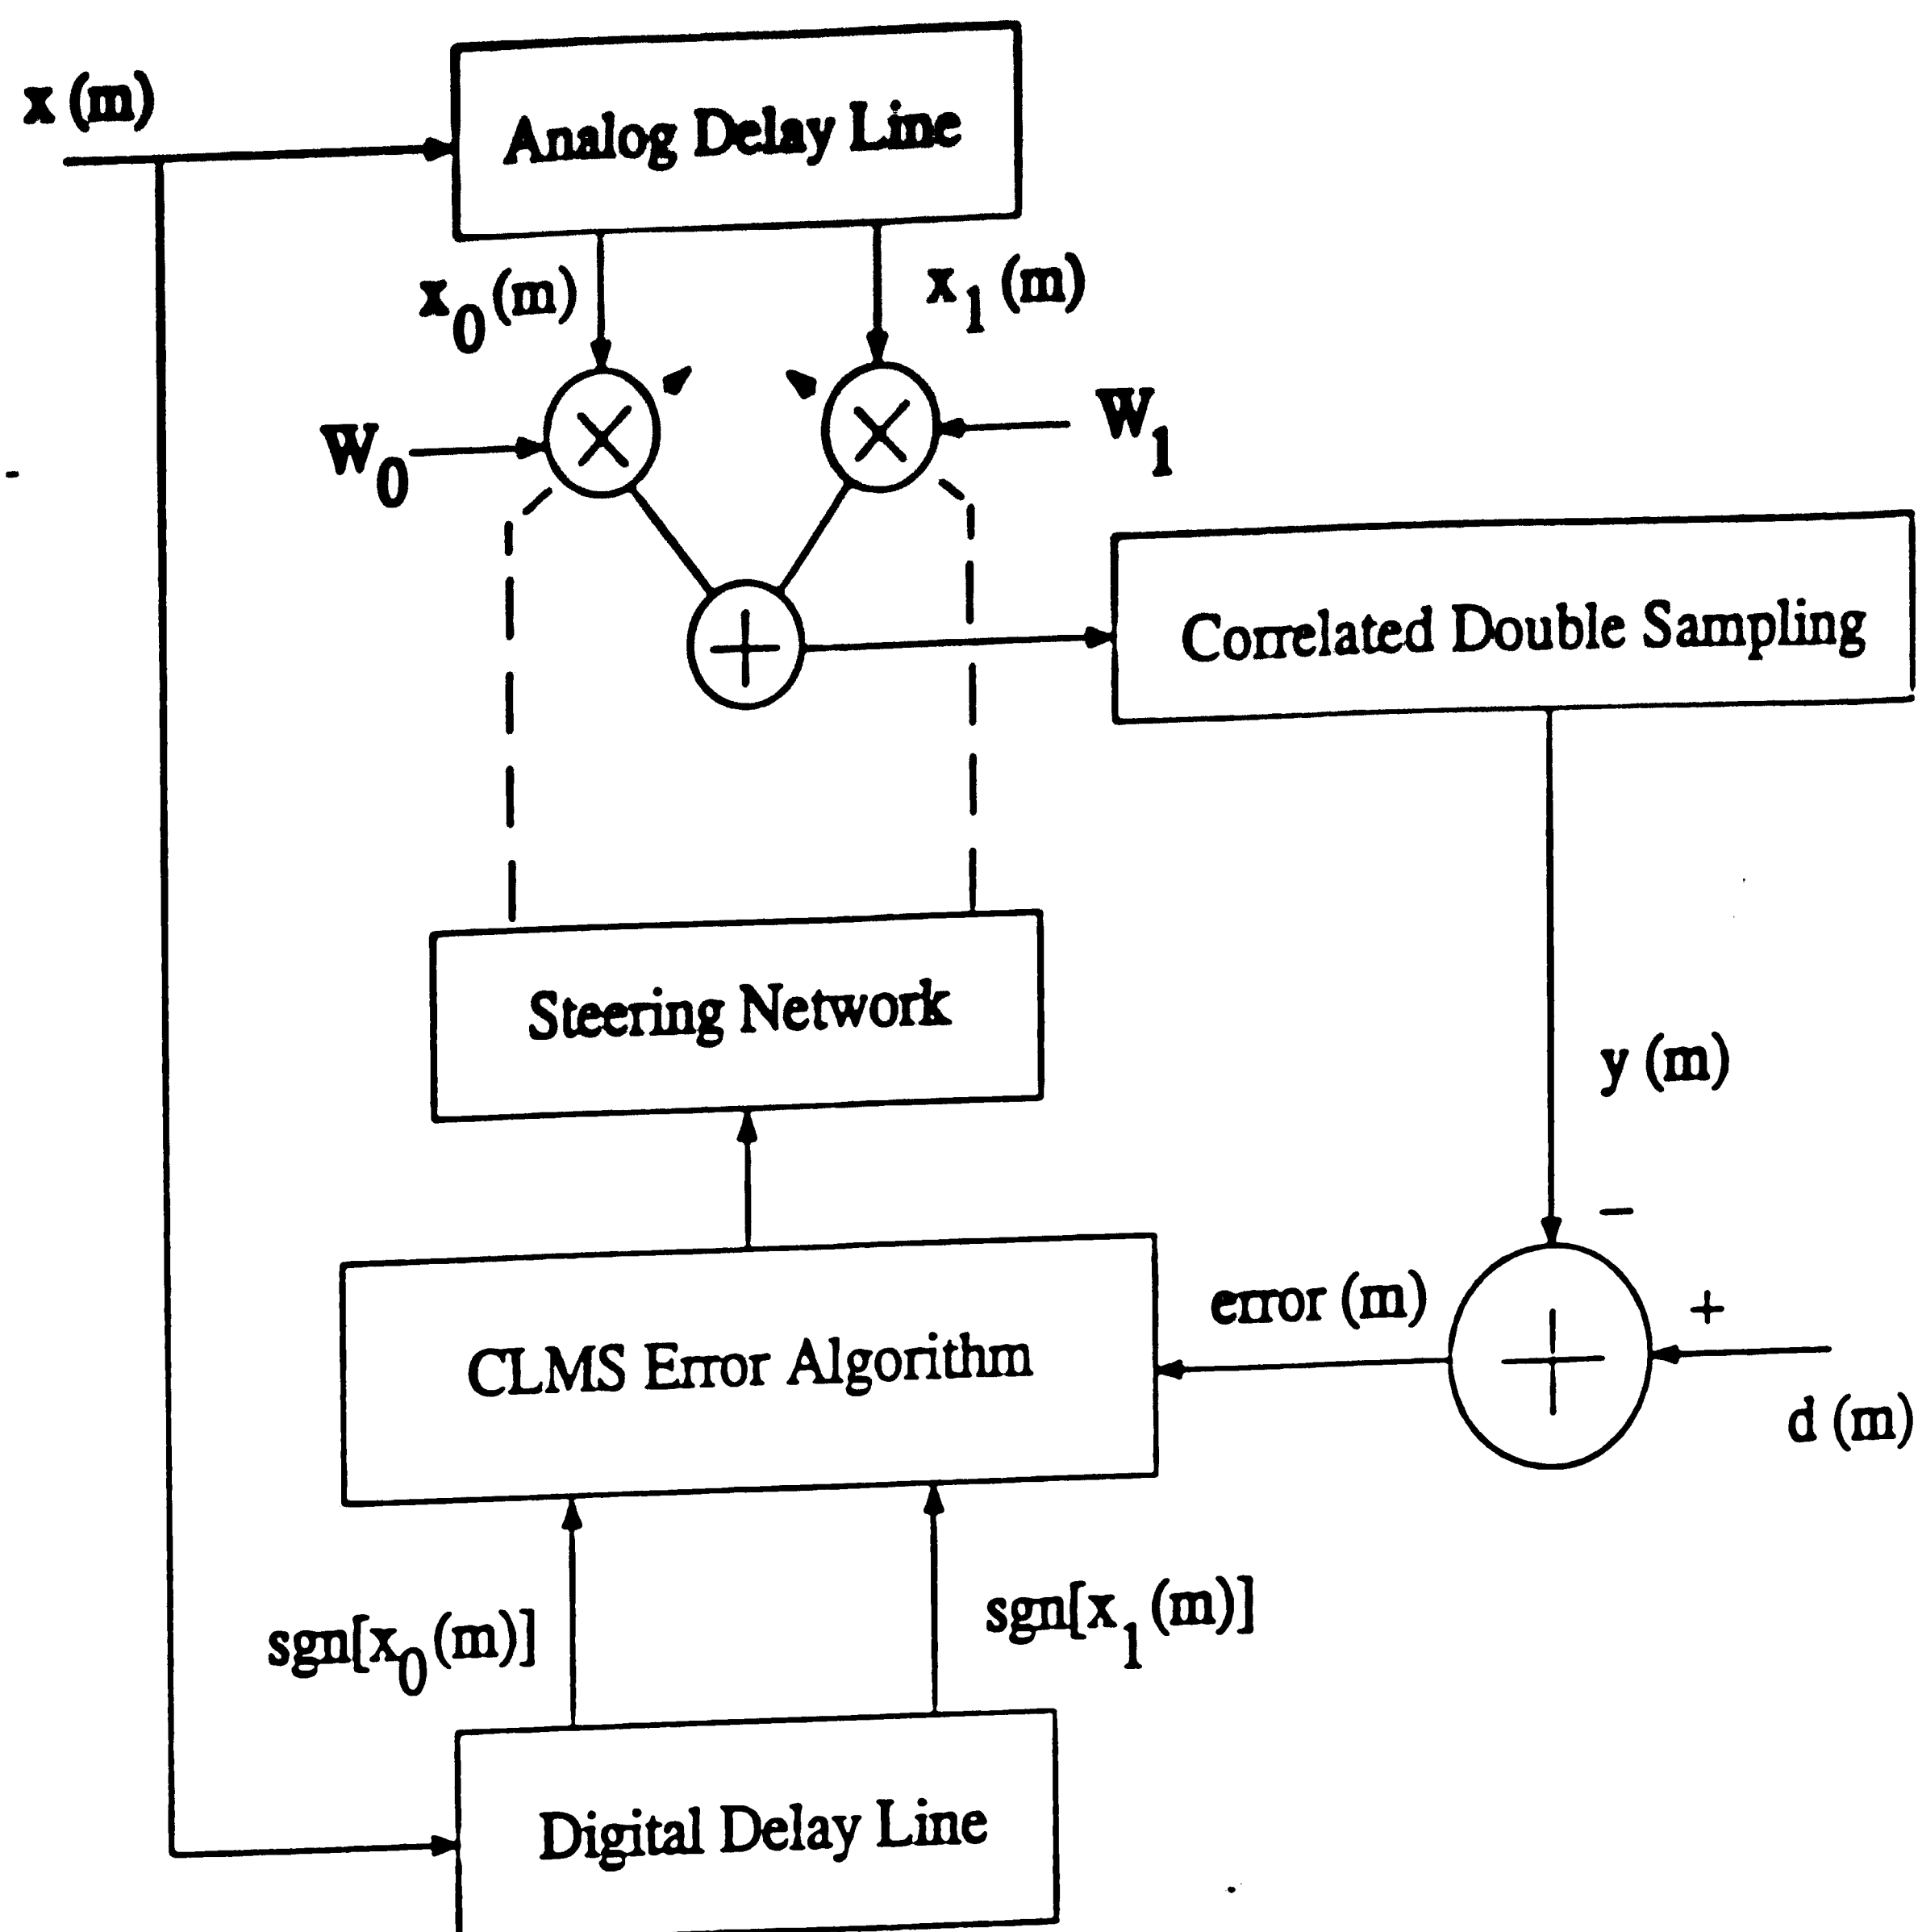 x (m)
Analog Delay Line
x0 (m)
x1 (m)
W0
W1
Correlated Double Sampling
Steering Network
y (m)
−
error (m)
+
CLMS Error Algorithm
d (m)
sgn[x0 (m)]
sgn[x1 (m)]
Digital Delay Line